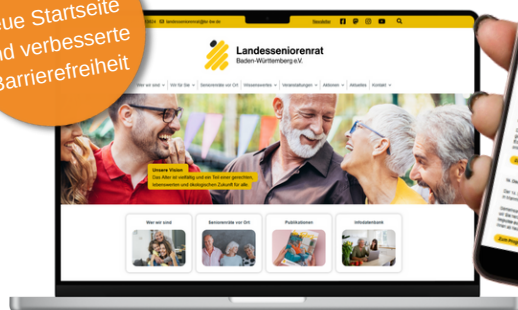 eue Startseite
nd verbesserte
Barrierefreiheit
Newsletter
Landesseniorenrat
Baden-Württemberg e.V.
Wer wir sind
Wir für Sie
Seniorenräte vor Ort
Wissenswertes
Veranstaltungen
Aktionen
Aktuelles
Kontakt
Unsere Vision
Das Alter ist vielfältig und ein Teil einer gerechten,
lebenswerten und ökologischen Zukunft für alle.
Wer wir sind
Seniorenräte vor Ort
Publikationen
Infodatenbank